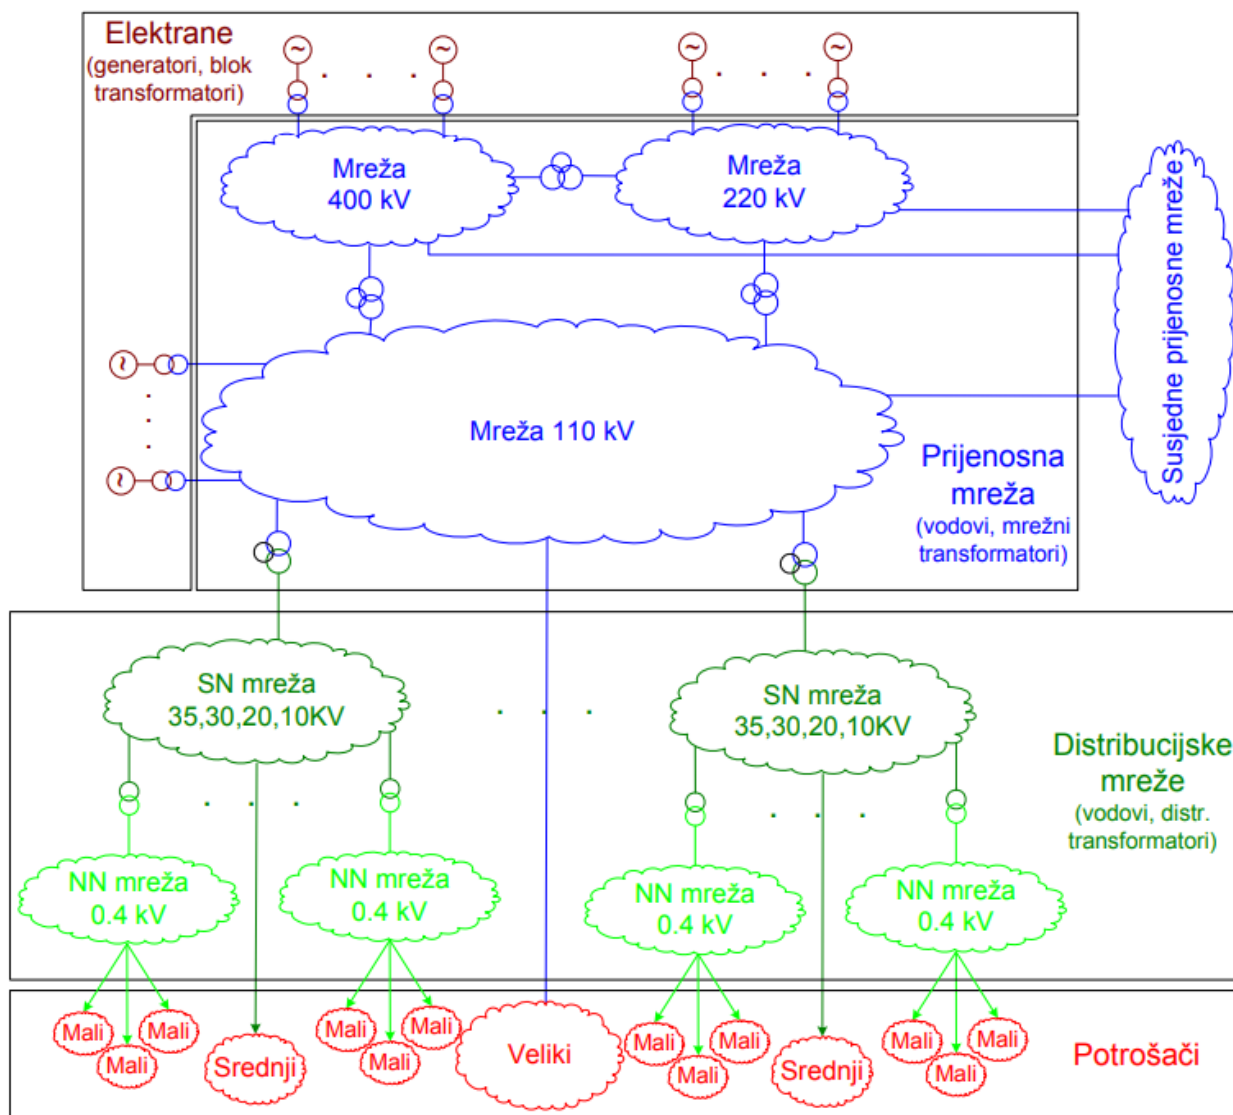 Elektrane
(generatori, blok
transformatori)
~
~
~
~
Mreža
400 kV
Mreža
220 kV
Susjedne prijenosne mreže
~
~
Mreža 110 kV
Prijenosna
mreža
(vodovi, mrežni
transformatori)
SN mreža
35,30,20,10KV
SN mreža
35,30,20,10KV
Distribucijske
mreže
(vodovi, distr.
transformatori)
NN mreža
0.4 kV
NN mreža
0.4 kV
NN mreža
0.4 kV
NN mreža
0.4 kV
Mali
Mali
Mali
Srednji
Mali
Mali
Mali
Veliki
Mali
Mali
Mali
Srednji
Mali
Mali
Mali
Potrošači